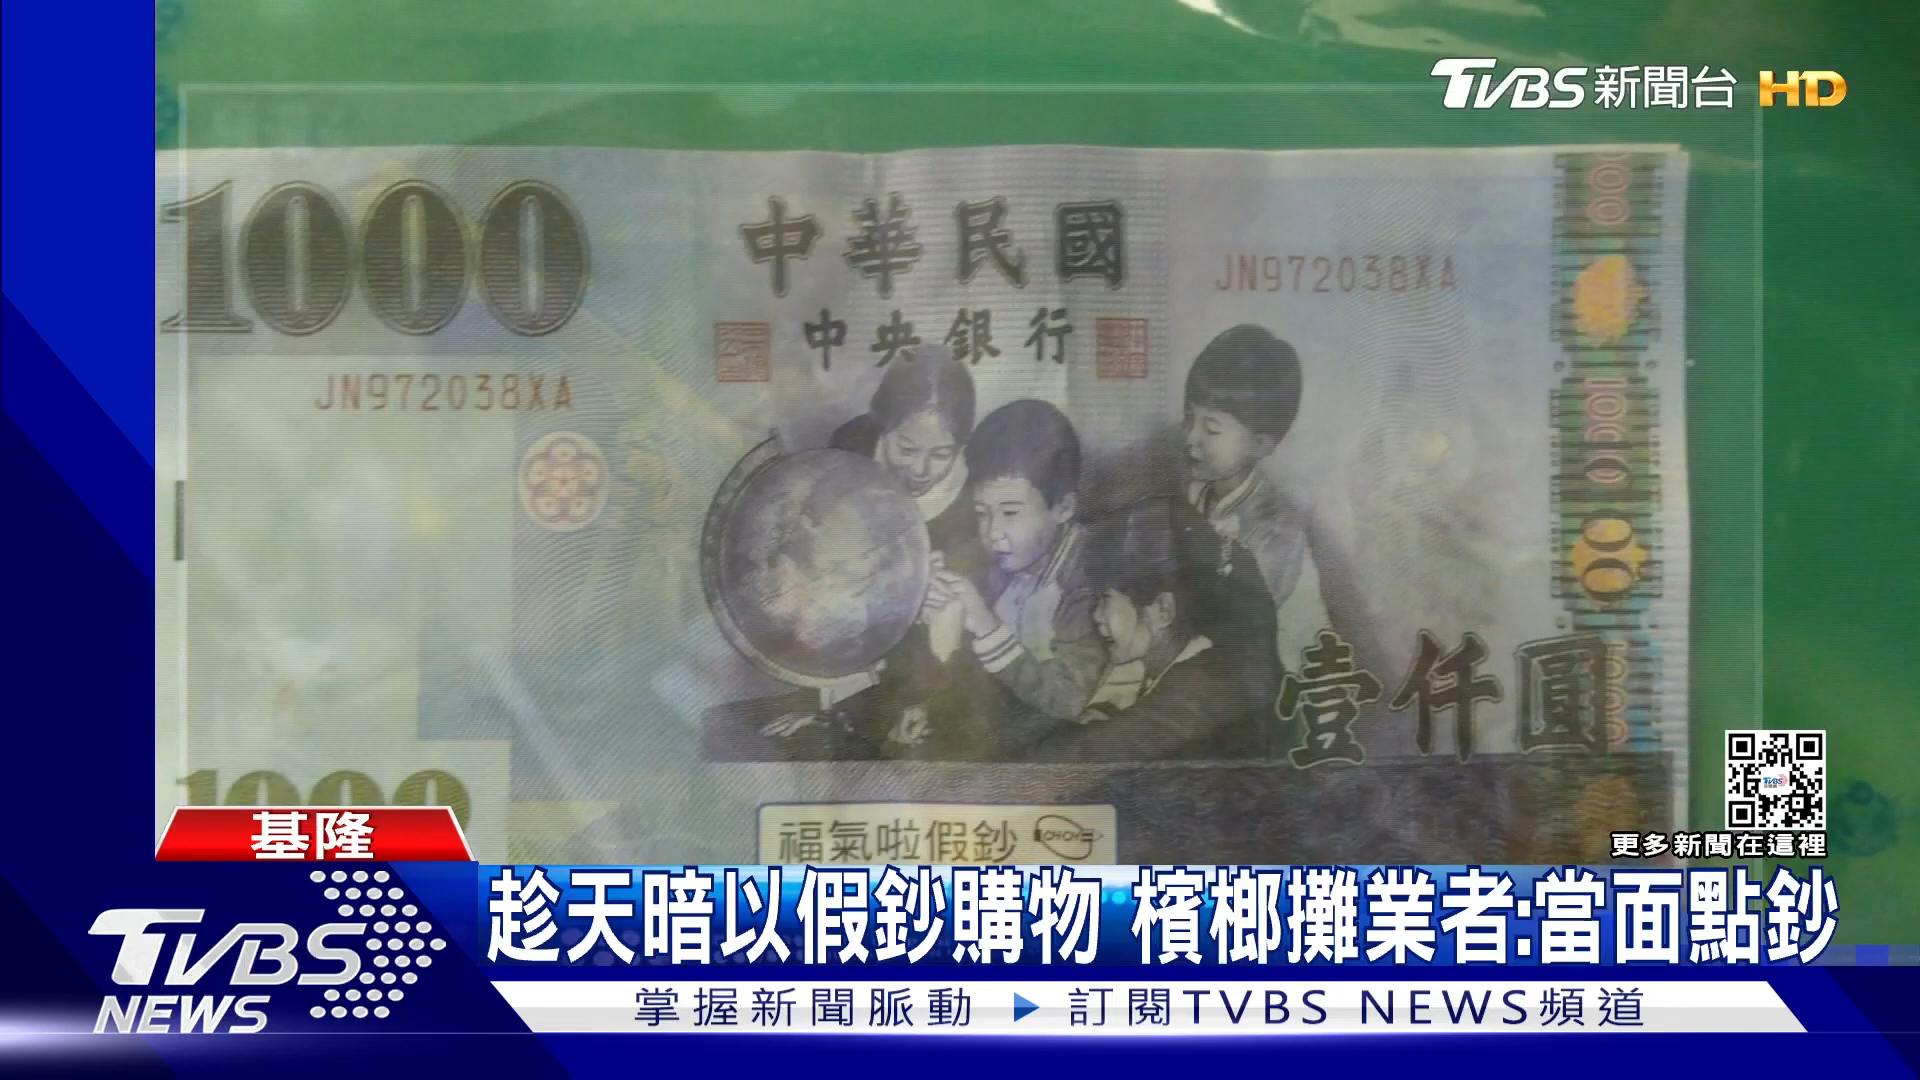 TVBS新聞台 HD
1000
中華民國
JN972038XA
中央銀行
JN972038XA
100
1000
壹仟圓
1000
福氣啦假鈔
更多新聞在這裡
基隆
趁天暗以假鈔購物 檳榔攤業者:當面點鈔
TVBS NEWS
掌握新聞脈動 ▶ 訂閱TVBS NEWS頻道